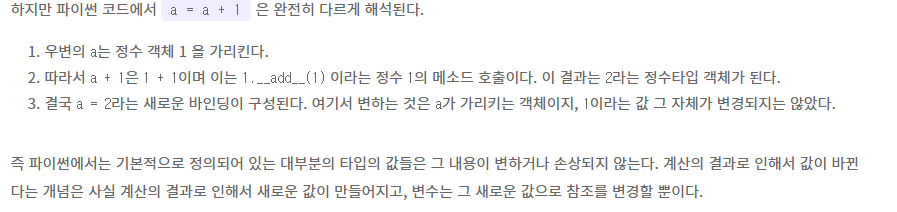 하지만 파이썬 코드에서 a = a + 1 은 완전히 다르게 해석된다.
1. 우변의 a는 정수 객체 1 을 가리킨다.
2. 따라서 a + 1은 1 + 1이며 이는 1.__add__(1) 이라는 정수 1의 메소드 호출이다. 이 결과는 2라는 정수타입 객체가 된다.
3. 결국 a = 2라는 새로운 바인딩이 구성된다. 여기서 변하는 것은 a가 가리키는 객체이지, 1이라는 값 그 자체가 변경되지는 않았다.
즉 파이썬에서는 기본적으로 정의되어 있는 대부분의 타입의 값들은 그 내용이 변하거나 손상되지 않는다. 계산의 결과로 인해서 값이 바뀐
다는 개념은 사실 계산의 결과로 인해서 새로운 값이 만들어지고, 변수는 그 새로운 값으로 참조를 변경할 뿐이다.